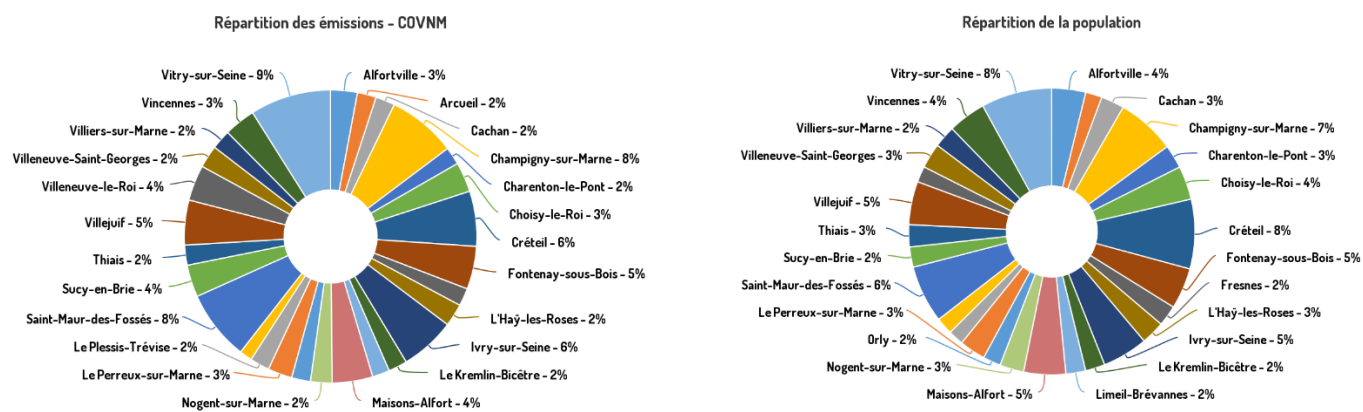 Répartition des émissions - COVNM
Vitry-sur-Seine - 9%
Alfortville - 3%
Vincennes - 3%
Arcueil - 2%
Villiers-sur-Marne - 2%
Cachan - 2%
Villeneuve-Saint-Georges - 2%
Champigny-sur-Marne - 8%
Villeneuve-le-Roi - 4%
Charenton-le-Pont - 2%
Villejuif - 5%
Choisy-le-Roi - 3%
Créteil - 6%
Thiais - 2%
Fontenay-sous-Bois - 5%
Sucy-en-Brie - 4%
L'Haÿ-les-Roses - 2%
Saint-Maur-des-Fossés - 8%
Ivry-sur-Seine - 6%
Le Plessis-Trévise - 2%
Le Kremlin-Bicêtre - 2%
Le Perreux-sur-Marne - 3%
Nogent-sur-Marne - 2%
Maisons-Alfort - 4%
Répartition de la population
Vitry-sur-Seine - 8%
Alfortville - 4%
Vincennes - 4%
Cachan - 3%
Villiers-sur-Marne - 2%
Champigny-sur-Marne - 7%
Villeneuve-Saint-Georges - 3%
Charenton-le-Pont - 3%
Choisy-le-Roi - 4%
Villejuif - 5%
Thiais - 3%
Créteil - 8%
Sucy-en-Brie - 2%
Fontenay-sous-Bois - 5%
Saint-Maur-des-Fossés - 6%
Fresnes - 2%
Le Perreux-sur-Marne - 3%
L'Haÿ-les-Roses - 3%
Orly - 2%
Ivry-sur-Seine - 5%
Nogent-sur-Marne - 3%
Le Kremlin-Bicêtre - 2%
Maisons-Alfort - 5%
Limeil-Brévannes - 2%